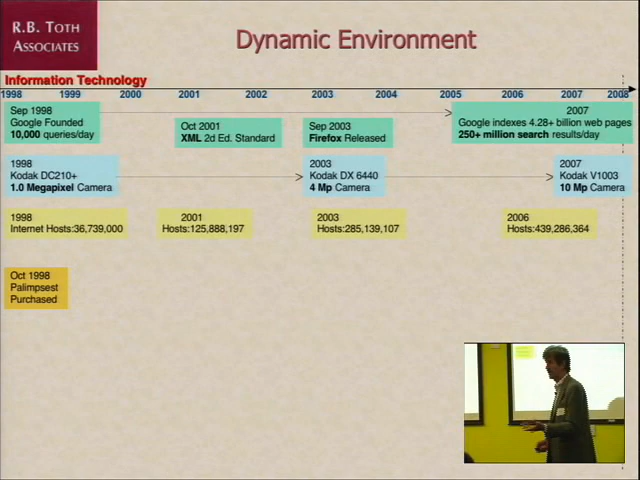 R.B. TOTH
ASSOCIATES
Dynamic Environment
Information Technology
1998 1999 2000 2001 2002 2003 2004 2005 2006 2007 2008
Sep 1998
Google Founded
10,000 queries/day
Oct 2001
XML 2d Ed. Standard
Sep 2003
Firefox Released
2007
Google indexes 4.28+ billion web pages
250+ million search results/day
1998
Kodak DC210+
1.0 Megapixel Camera
2003
Kodak DX 6440
4 Mp Camera
2007
Kodak V1003
10 Mp Camera
1998
Internet Hosts:36,739,000
2001
Hosts:125,888,197
2003
Hosts:285,139,107
2006
Hosts:439,286,364
Oct 1998
Palimpsest
Purchased